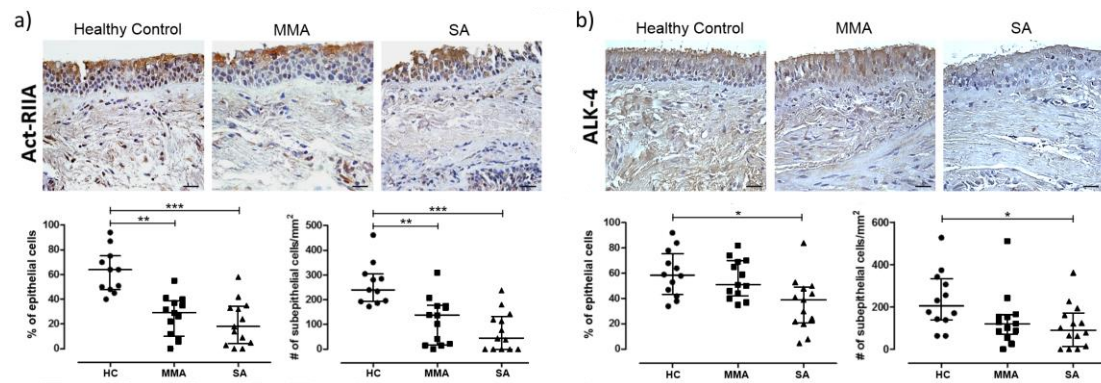 a)
Healthy Control MMA SA
Act-RIIA
*** 
**
***
**
% of epithelial cells
100
80
60
40
20
0
HC MMA SA
# of subepithelial cells/mm²
500
400
300
200
100
0
HC MMA SA
b)
Healthy Control MMA SA
ALK-4
*
*
% of epithelial cells
100
80
60
40
20
0
HC MMA SA
# of subepithelial cells/mm²
600
400
200
0
HC MMA SA